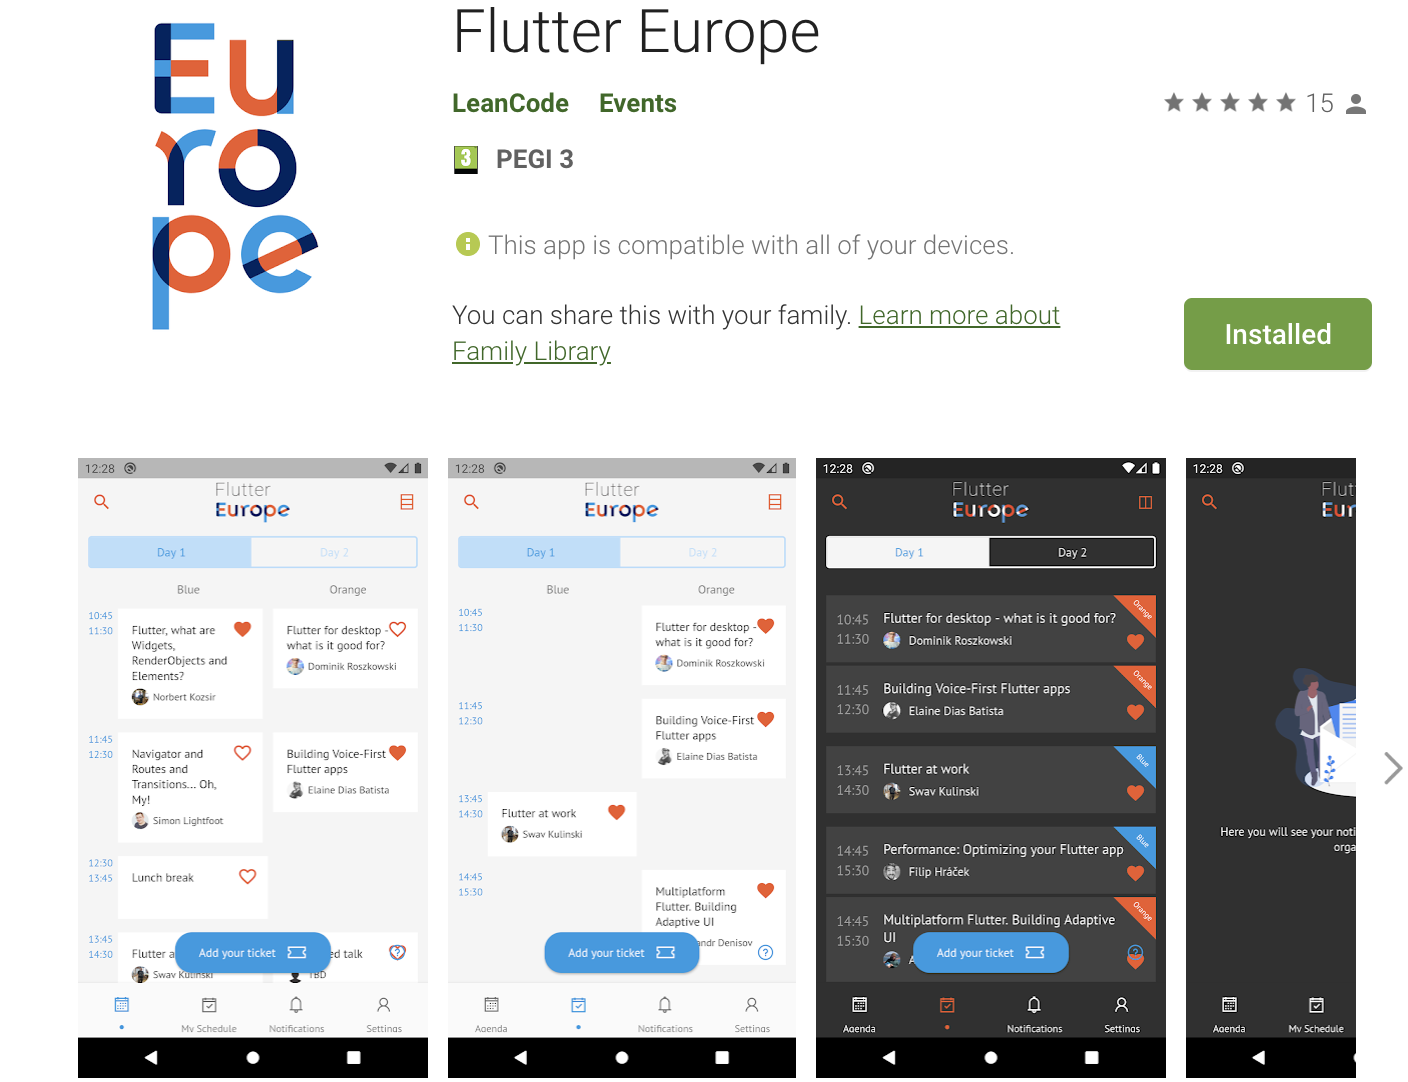 Eu
ro
pe
Flutter Europe
LeanCode Events
15
3 PEGI 3
This app is compatible with all of your devices.
You can share this with your family. Learn more about
Family Library
Installed
12:28
Flutter
Europe
Day 1 Day 2
Blue Orange
10:45
11:30
Flutter, what are
Widgets,
RenderObjects and
Elements?
Norbert Kozsir
Flutter for desktop -
what is it good for?
Dominik Roszkowski
11:45
12:30
Navigator and
Routes and
Transitions... Oh,
My!
Simon Lightfoot
Building Voice-First
Flutter apps
Elaine Dias Batista
12:30
13:45
Lunch break
13:45
14:30
Flutter a
Swav Kulinski
ed talk
TBD
Add your ticket
My Schedule Notifications Settings
12:28
Flutter
Europe
Day 1 Day 2
Blue Orange
10:45
11:30
Flutter for desktop -
what is it good for?
Dominik Roszkowski
11:45
12:30
Building Voice-First
Flutter apps
Elaine Dias Batista
13:45
14:30
Flutter at work
Swav Kulinski
14:45
15:30
Multiplatform
Flutter. Building
Adaptive UI
andr Denisov
Add your ticket
Agenda Notifications Settings
12:28
Flutter
Europe
Day 1 Day 2
10:45
11:30
Flutter for desktop - what is it good for?
Dominik Roszkowski
Orange
11:45
12:30
Building Voice-First Flutter apps
Elaine Dias Batista
Orange
13:45
14:30
Flutter at work
Swav Kulinski
Blue
14:45
15:30
Performance: Optimizing your Flutter app
Filip Hráček
Blue
14:45
15:30
Multiplatform Flutter. Building Adaptive
UI
A
Orange
Add your ticket
Agenda Notifications Settings
12:28
Flut
Eur
Here you will see your noti
orga
Agenda My Schedule